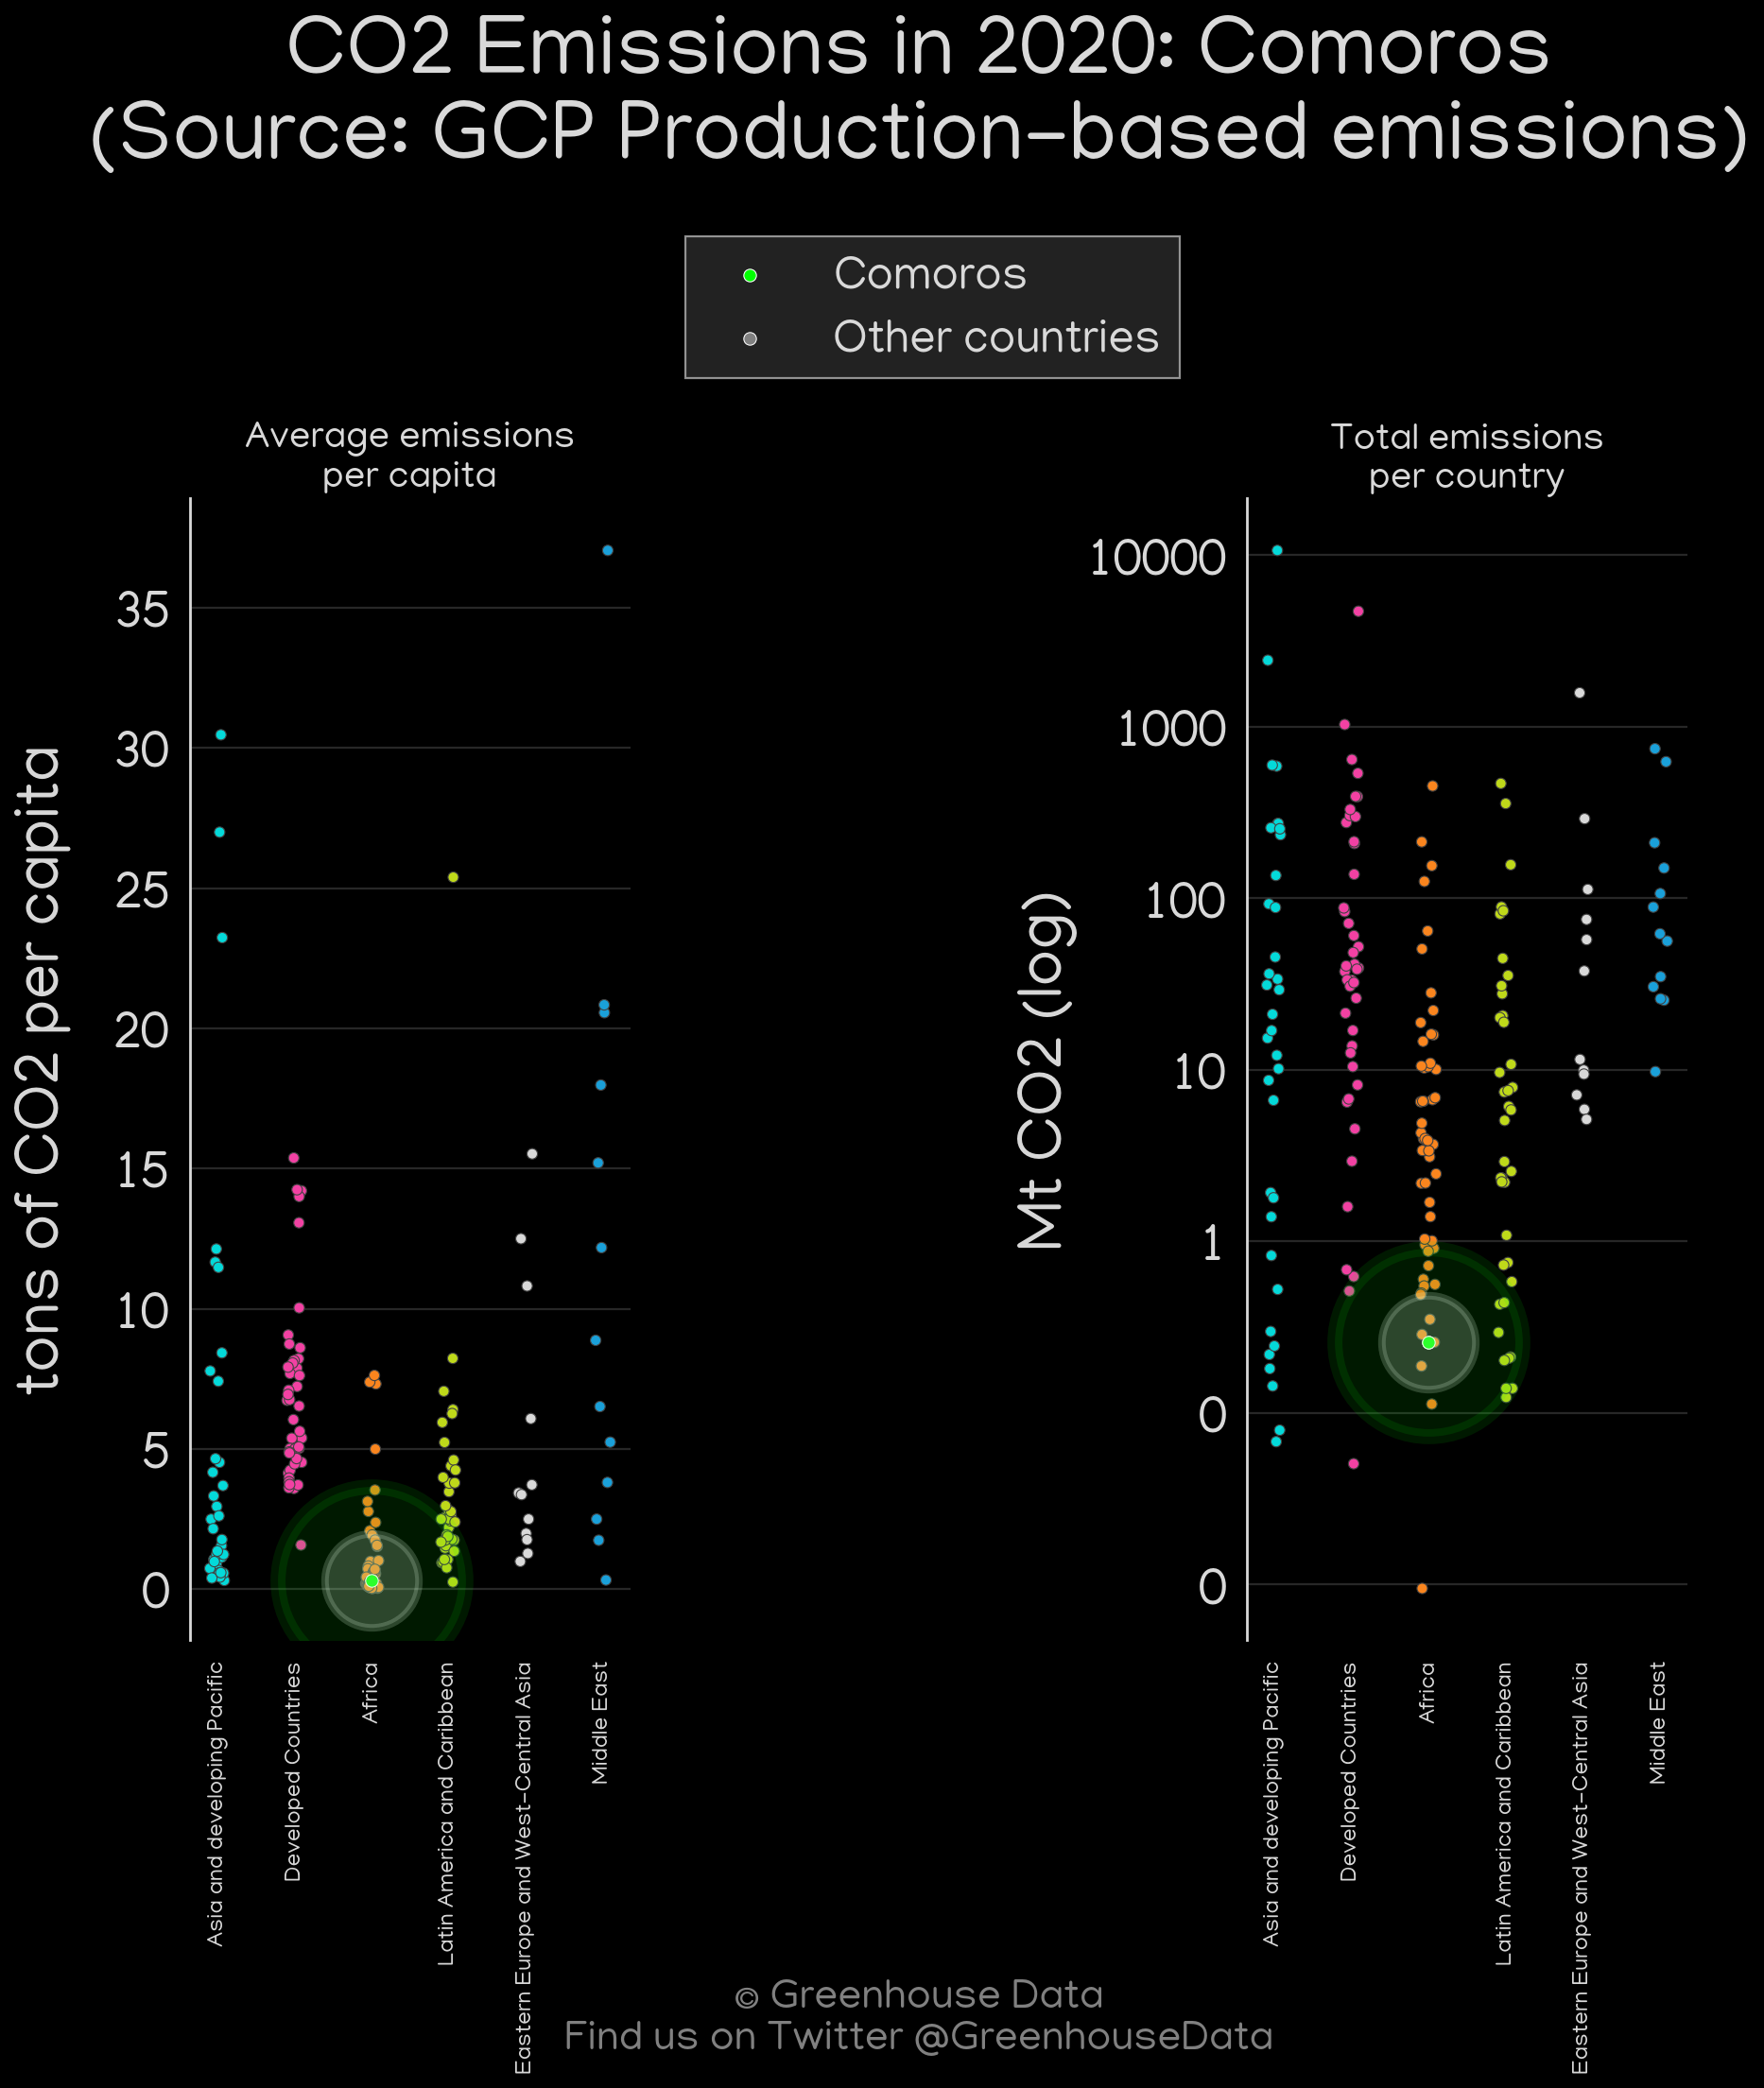 CO2 Emissions in 2020: Comoros
(Source: GCP Production-based emissions)
Comoros
Other countries
Average emissions
per capita
Total emissions
per country
tons of CO2 per capita
35
30
25
20
15
10
5
0
Mt CO2 (log)
10000
1000
100
10
1
0
0
Asia and developing Pacific
Developed Countries
Africa
Latin America and Caribbean
Eastern Europe and West-Central Asia
Middle East
Asia and developing Pacific
Developed Countries
Africa
Latin America and Caribbean
Eastern Europe and West-Central Asia
Middle East
© Greenhouse Data
Find us on Twitter @GreenhouseData